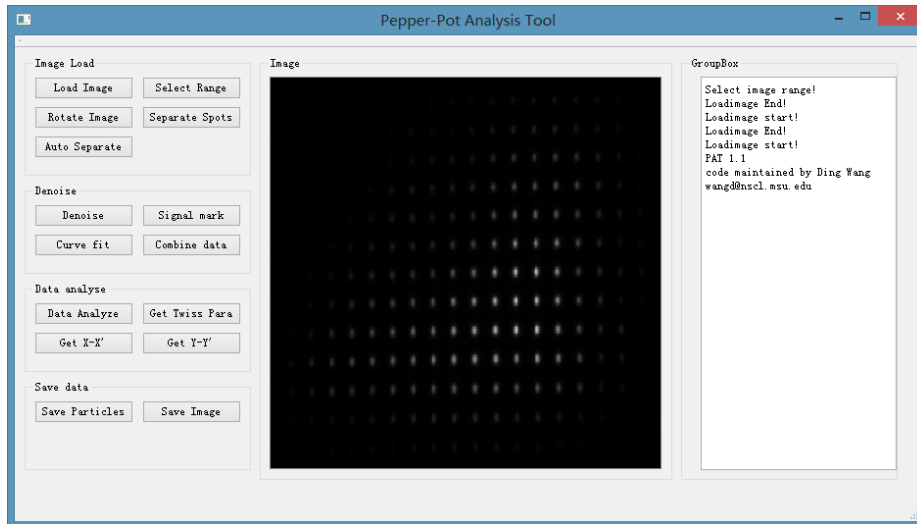 Pepper-Pot Analysis Tool
Image Load
Load Image
Select Range
Rotate Image
Separate Spots
Auto Separate
Denoise
Denoise
Signal mark
Curve fit
Combine data
Data analyse
Data Analyze
Get Twiss Para
Get X-X'
Get Y-Y'
Save data
Save Particles
Save Image
Image
GroupBox
Select image range!
Loadimage End!
Loadimage start!
Loadimage End!
Loadimage start!
PAT 1.1
code maintained by Ding Wang
wangd@nscl.msu.edu